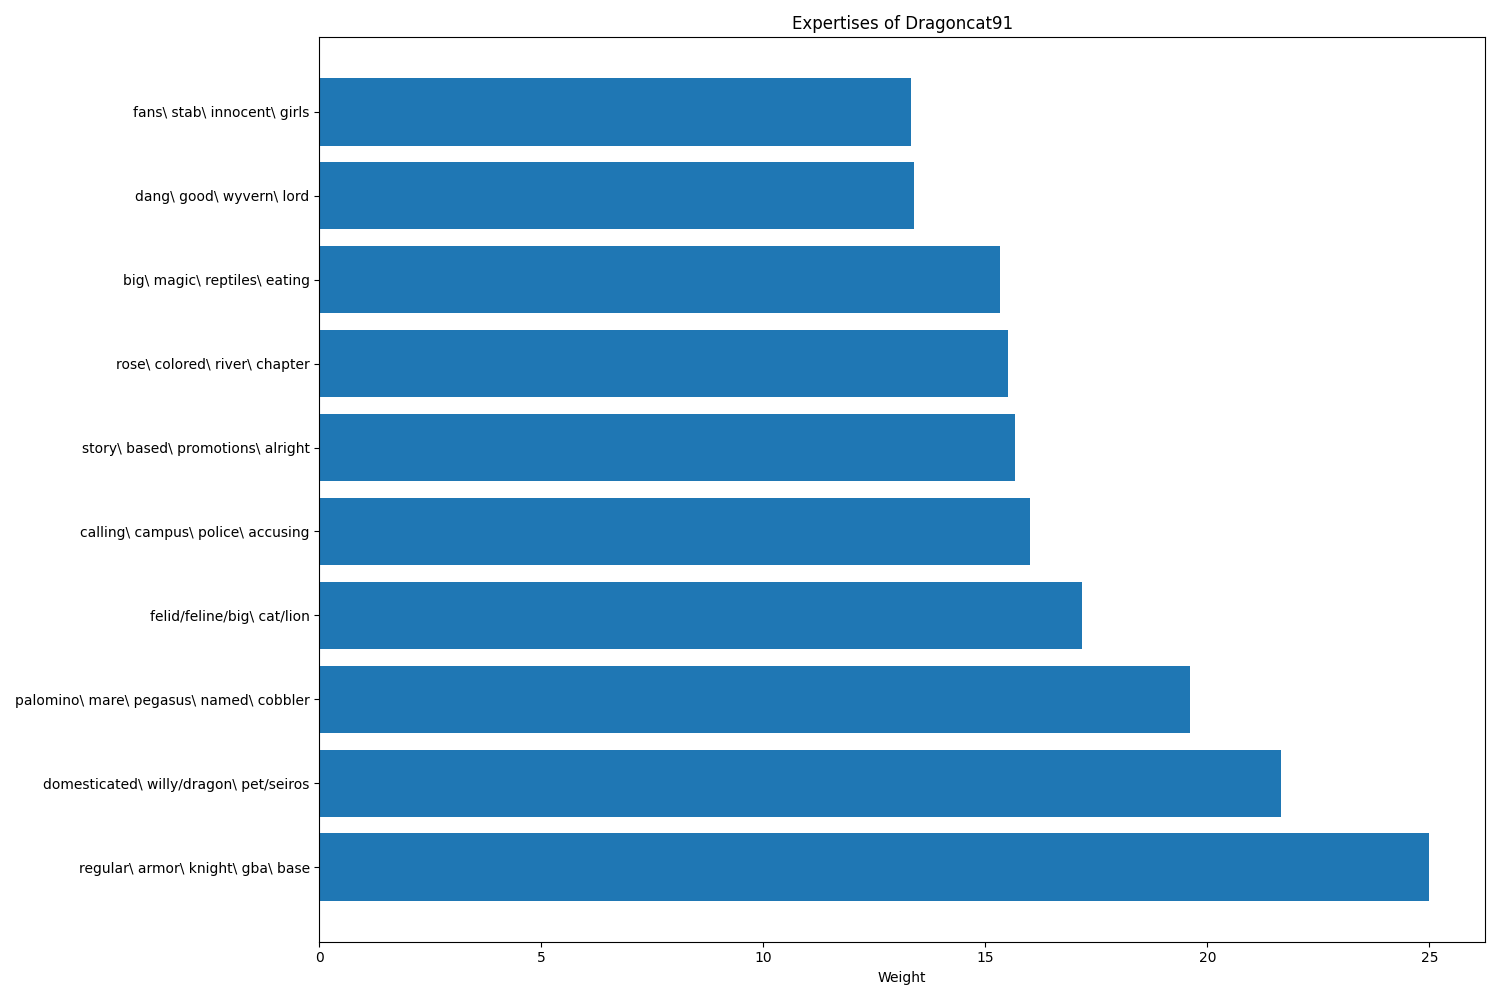 Expertises of Dragoncat91
fans\ stab\ innocent\ girls
dang\ good\ wyvern\ lord
big\ magic\ reptiles\ eating
rose\ colored\ river\ chapter
story\ based\ promotions\ alright
calling\ campus\ police\ accusing
felid/feline/big\ cat/lion
palomino\ mare\ pegasus\ named\ cobbler
domesticated\ willy/dragon\ pet/seiros
regular\ armor\ knight\ gba\ base
0 5 10 15 20 25
Weight